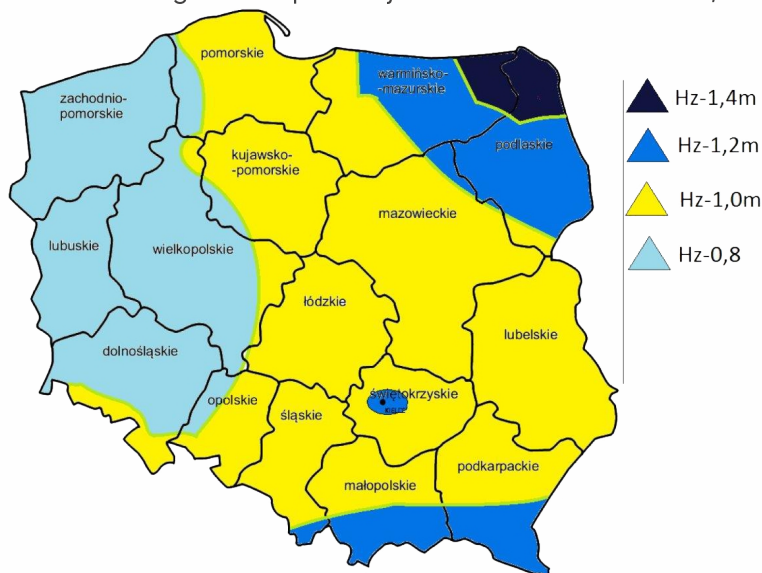 pomorskie
warmińsko-
-mazurskie
zachodnio-
pomorskie
podlaskie
kujawsko-
-pomorskie
mazowieckie
lubuskie
wielkopolskie
łódzkie
lubelskie
dolnośląskie
opolskie
świętokrzyskie
śląskie
podkarpackie
małopolskie
Hz-1,4m
Hz-1,2m
Hz-1,0m
Hz-0,8